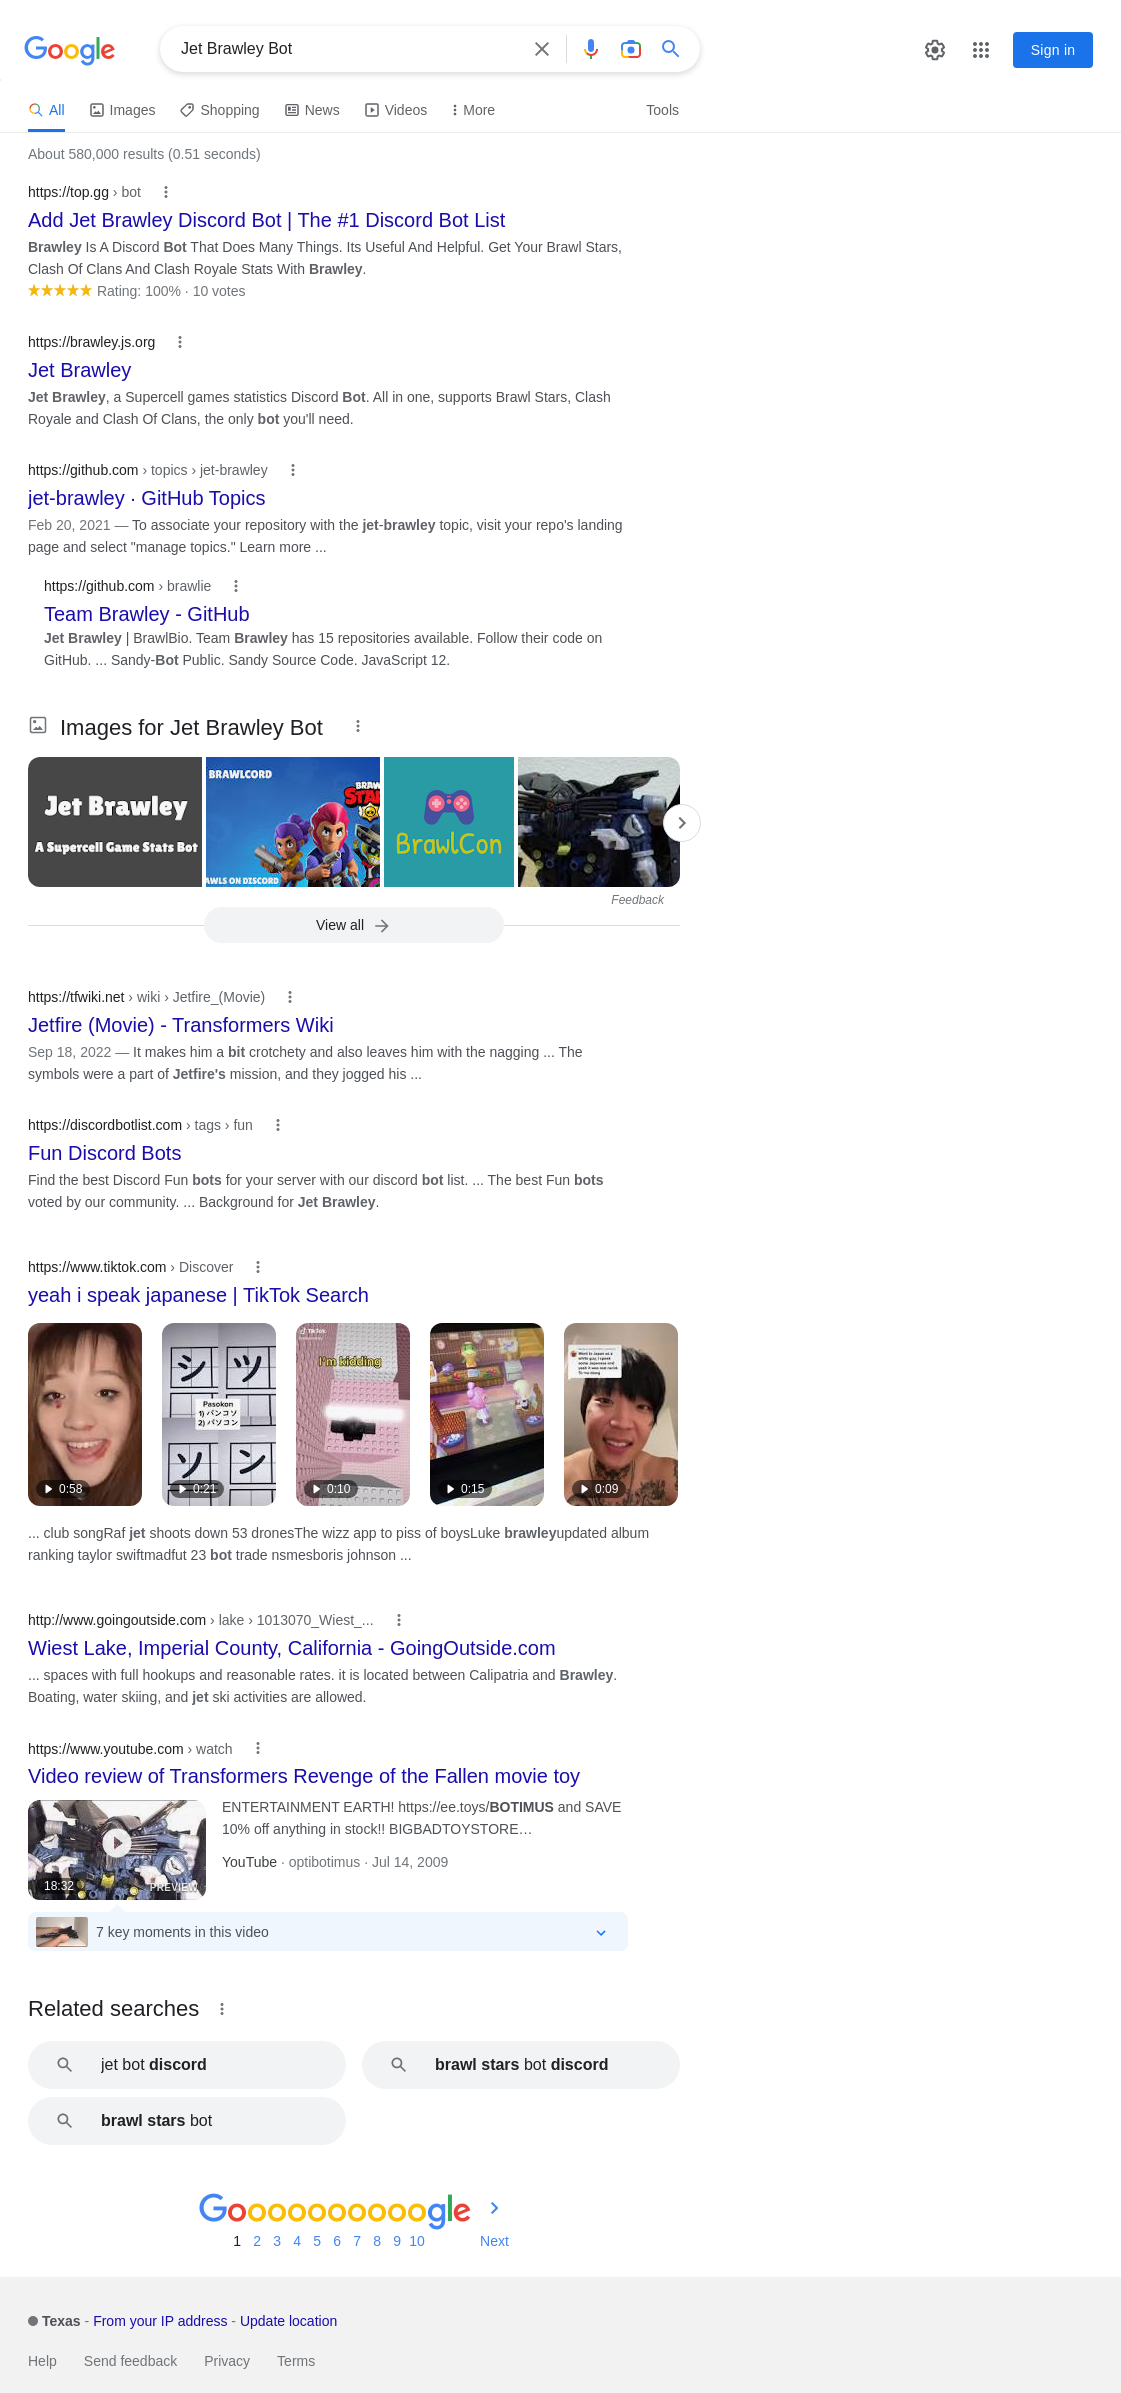 Google
Jet Brawley Bot
Sign in
All
Images
Shopping
News
Videos
More
Tools
About 580,000 results (0.51 seconds)
https://top.gg › bot
Add Jet Brawley Discord Bot | The #1 Discord Bot List
Brawley Is A Discord Bot That Does Many Things. Its Useful And Helpful. Get Your Brawl Stars,
Clash Of Clans And Clash Royale Stats With Brawley.
Rating: 100% · 10 votes
https://brawley.js.org
Jet Brawley
Jet Brawley, a Supercell games statistics Discord Bot. All in one, supports Brawl Stars, Clash
Royale and Clash Of Clans, the only bot you'll need.
https://github.com › topics › jet-brawley
jet-brawley · GitHub Topics
Feb 20, 2021 — To associate your repository with the jet-brawley topic, visit your repo's landing
page and select "manage topics." Learn more ...
https://github.com › brawlie
Team Brawley - GitHub
Jet Brawley | BrawlBio. Team Brawley has 15 repositories available. Follow their code on
GitHub. ... Sandy-Bot Public. Sandy Source Code. JavaScript 12.
Images for Jet Brawley Bot
Jet Brawley
A Supercell Game Stats Bot
BRAWLCORD
BRAW
STA
AWLS ON DISCORD
BrawlCon
Feedback
View all
https://tfwiki.net › wiki › Jetfire_(Movie)
Jetfire (Movie) - Transformers Wiki
Sep 18, 2022 — It makes him a bit crotchety and also leaves him with the nagging ... The
symbols were a part of Jetfire's mission, and they jogged his ...
https://discordbotlist.com › tags › fun
Fun Discord Bots
Find the best Discord Fun bots for your server with our discord bot list. ... The best Fun bots
voted by our community. ... Background for Jet Brawley.
https://www.tiktok.com › Discover
yeah i speak japanese | TikTok Search
0:58
シ ツ
Pasokon
1) パンコソ
2) パソコン
ソ ン
0:21
TikTok
I'm kidding
0:10
0:15
0:09
... club songRaf jet shoots down 53 dronesThe wizz app to piss of boysLuke brawleyupdated album
ranking taylor swiftmadfut 23 bot trade nsmesboris johnson ...
http://www.goingoutside.com › lake › 1013070_Wiest_...
Wiest Lake, Imperial County, California - GoingOutside.com
... spaces with full hookups and reasonable rates. it is located between Calipatria and Brawley.
Boating, water skiing, and jet ski activities are allowed.
https://www.youtube.com › watch
Video review of Transformers Revenge of the Fallen movie toy
18:32
PREVIEW
ENTERTAINMENT EARTH! https://ee.toys/BOTIMUS and SAVE
10% off anything in stock!! BIGBADTOYSTORE…
YouTube · optibotimus · Jul 14, 2009
7 key moments in this video
Related searches
jet bot discord
brawl stars bot discord
brawl stars bot
Goooooooooogle
1 2 3 4 5 6 7 8 9 10 Next
Texas - From your IP address - Update location
Help Send feedback Privacy Terms